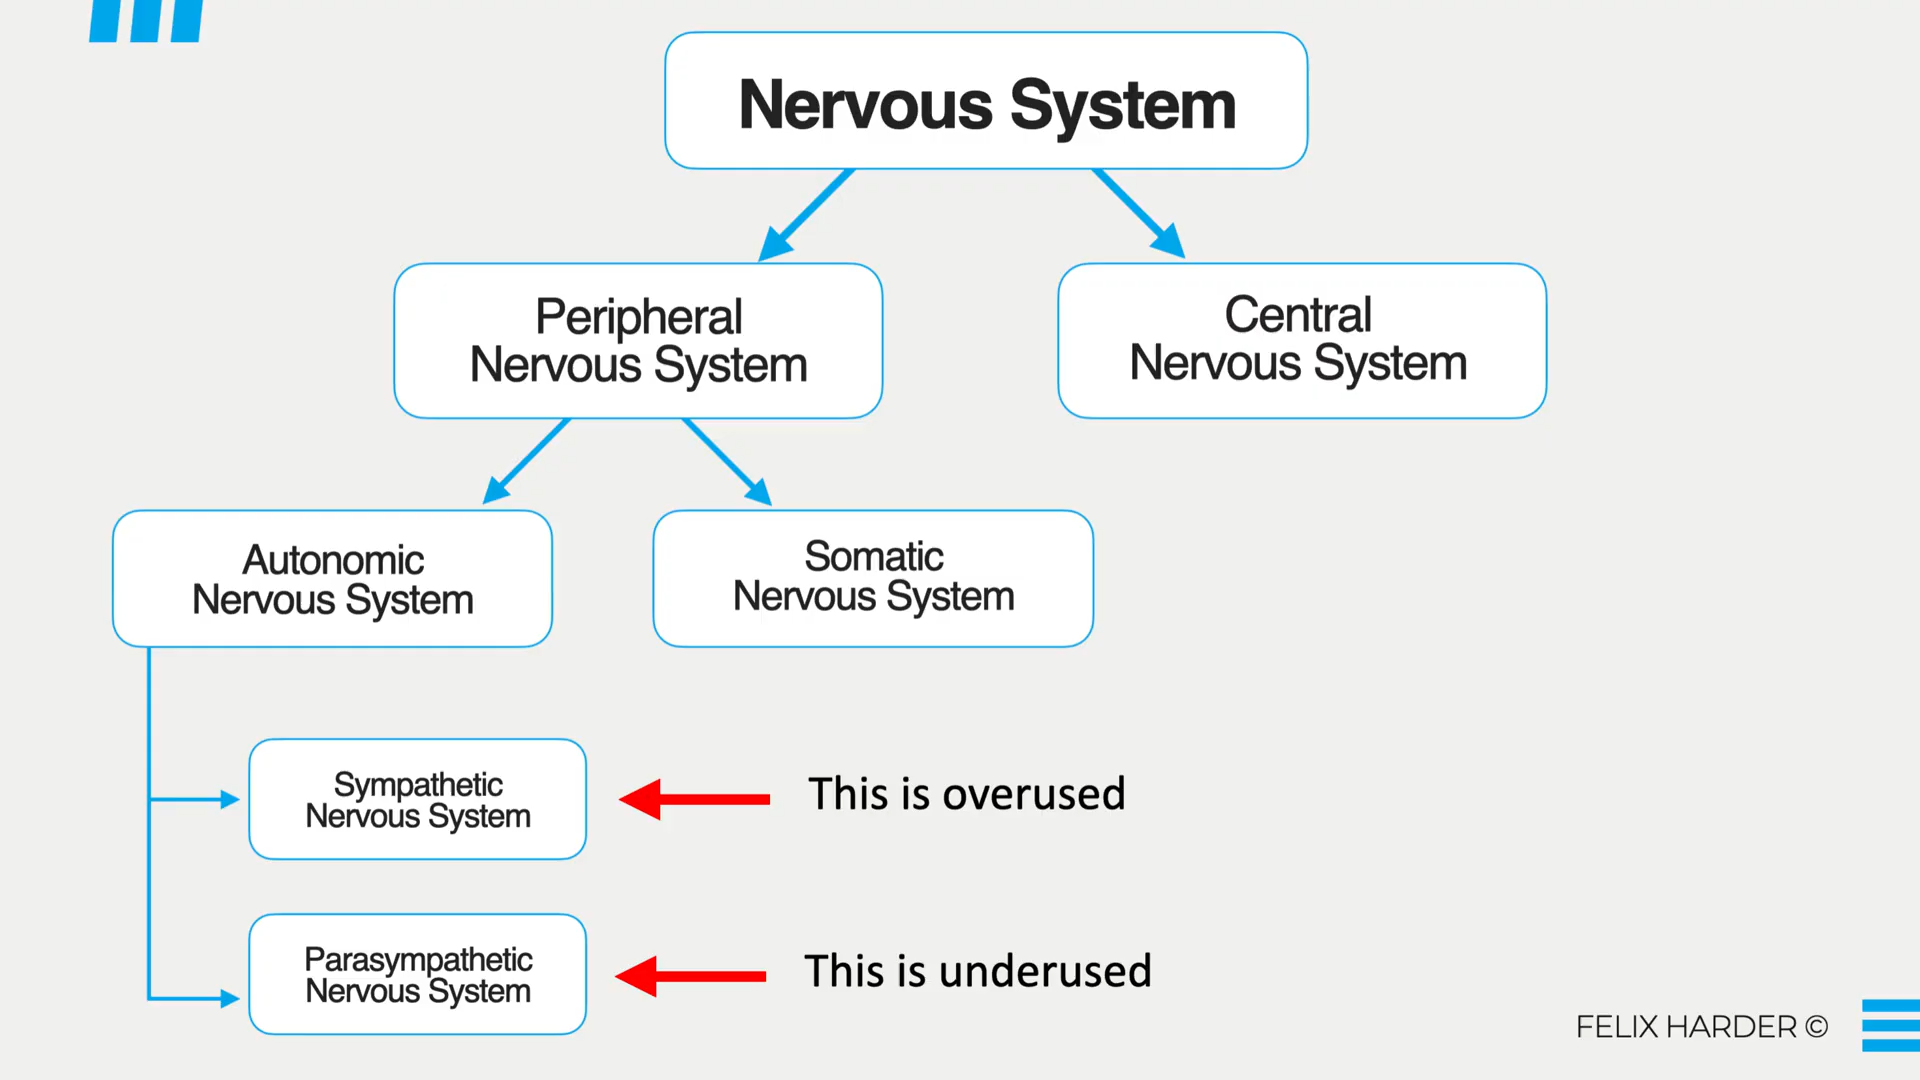 Nervous System
Peripheral
Nervous System
Central
Nervous System
Autonomic
Nervous System
Somatic
Nervous System
Sympathetic
Nervous System
This is overused
Parasympathetic
Nervous System
This is underused
FELIX HARDER ©